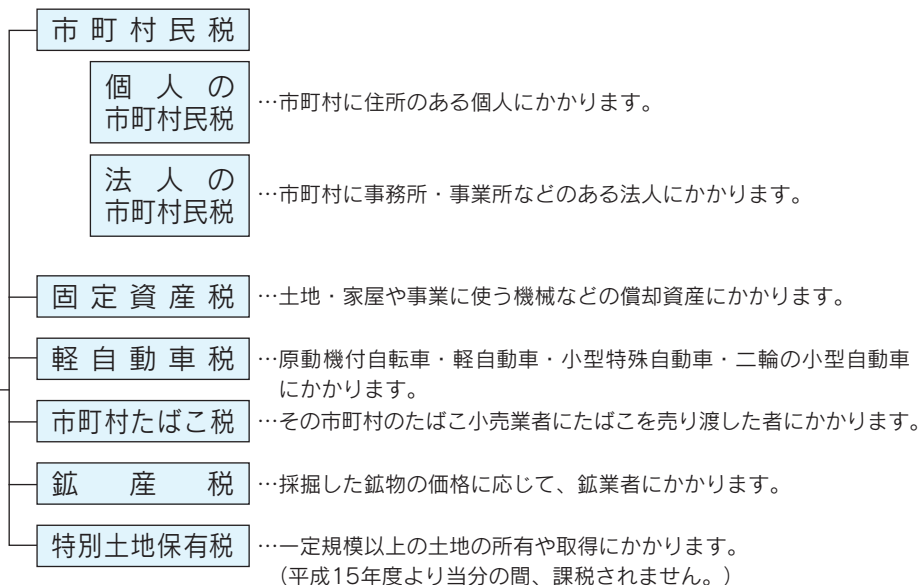 市町村民税
個人の
市町村民税
…市町村に住所のある個人にかかります。
法人の
市町村民税
…市町村に事務所・事業所などのある法人にかかります。
固定資産税
…土地・家屋や事業に使う機械などの償却資産にかかります。
軽自動車税
…原動機付自転車・軽自動車・小型特殊自動車・二輪の小型自動車
にかかります。
市町村たばこ税
…その市町村のたばこ小売業者にたばこを売り渡した者にかかります。
鉱産税
…採掘した鉱物の価格に応じて、鉱業者にかかります。
特別土地保有税
…一定規模以上の土地の所有や取得にかかります。
(平成15年度より当分の間、課税されません。)